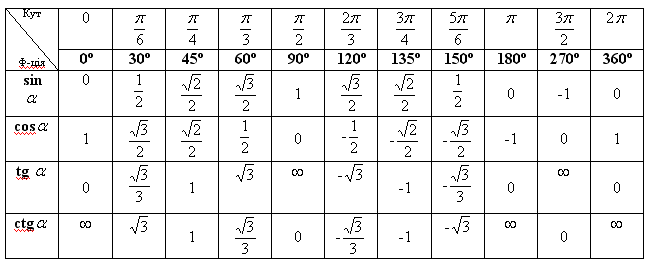 Кут 0 π/6 π/4 π/3 π/2 2π/3 3π/4 5π/6 π 3π/2 2π
Ф-ція 0º 30º 45º 60º 90º 120º 135º 150º 180º 270º 360º
sin α 0 1/2 √2/2 √3/2 1 √3/2 √2/2 1/2 0 -1 0
cos α 1 √3/2 √2/2 1/2 0 -1/2 -√2/2 -√3/2 -1 0 1
tg α 0 √3/3 1 √3 ∞ -√3 -1 -√3/3 0 ∞ 0
ctg α ∞ √3 1 √3/3 0 -√3/3 -1 -√3 ∞ 0 ∞